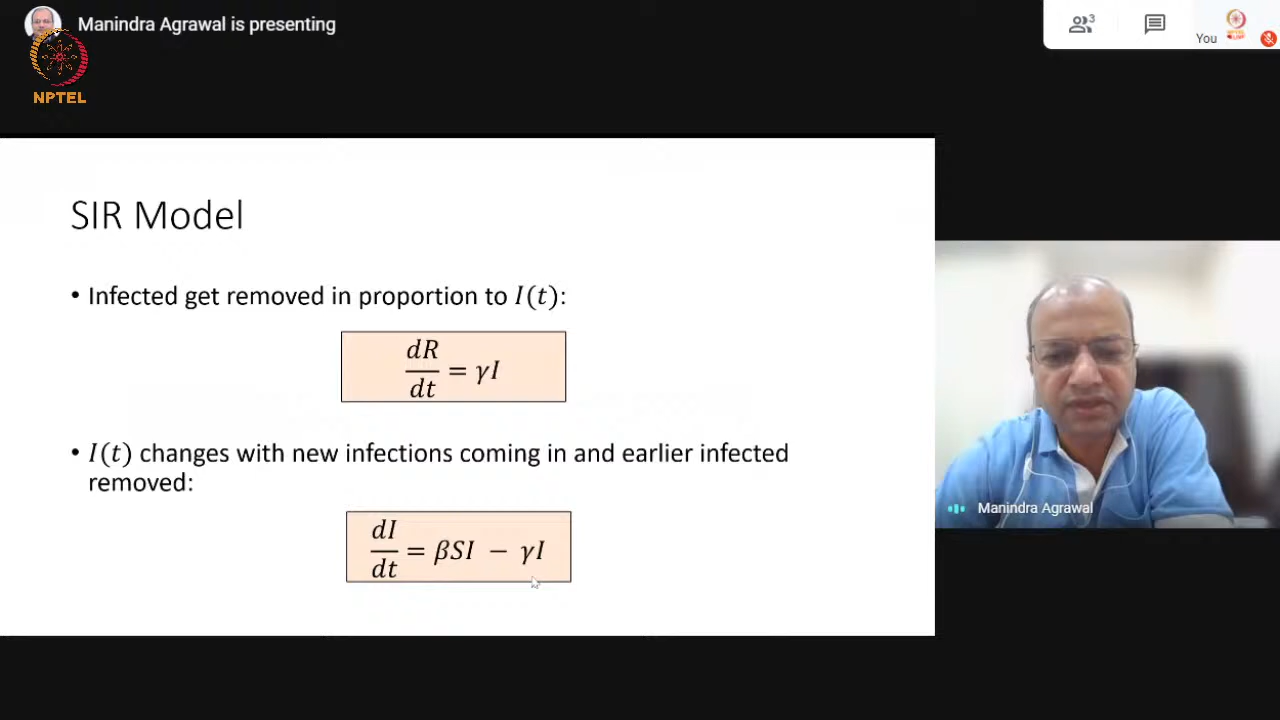 Manindra Agrawal is presenting
3
You
NPTEL
SIR Model
• Infected get removed in proportion to I(t):
dR/dt = γI
• I(t) changes with new infections coming in and earlier infected
removed:
dI/dt = βSI − γI
Manindra Agrawal